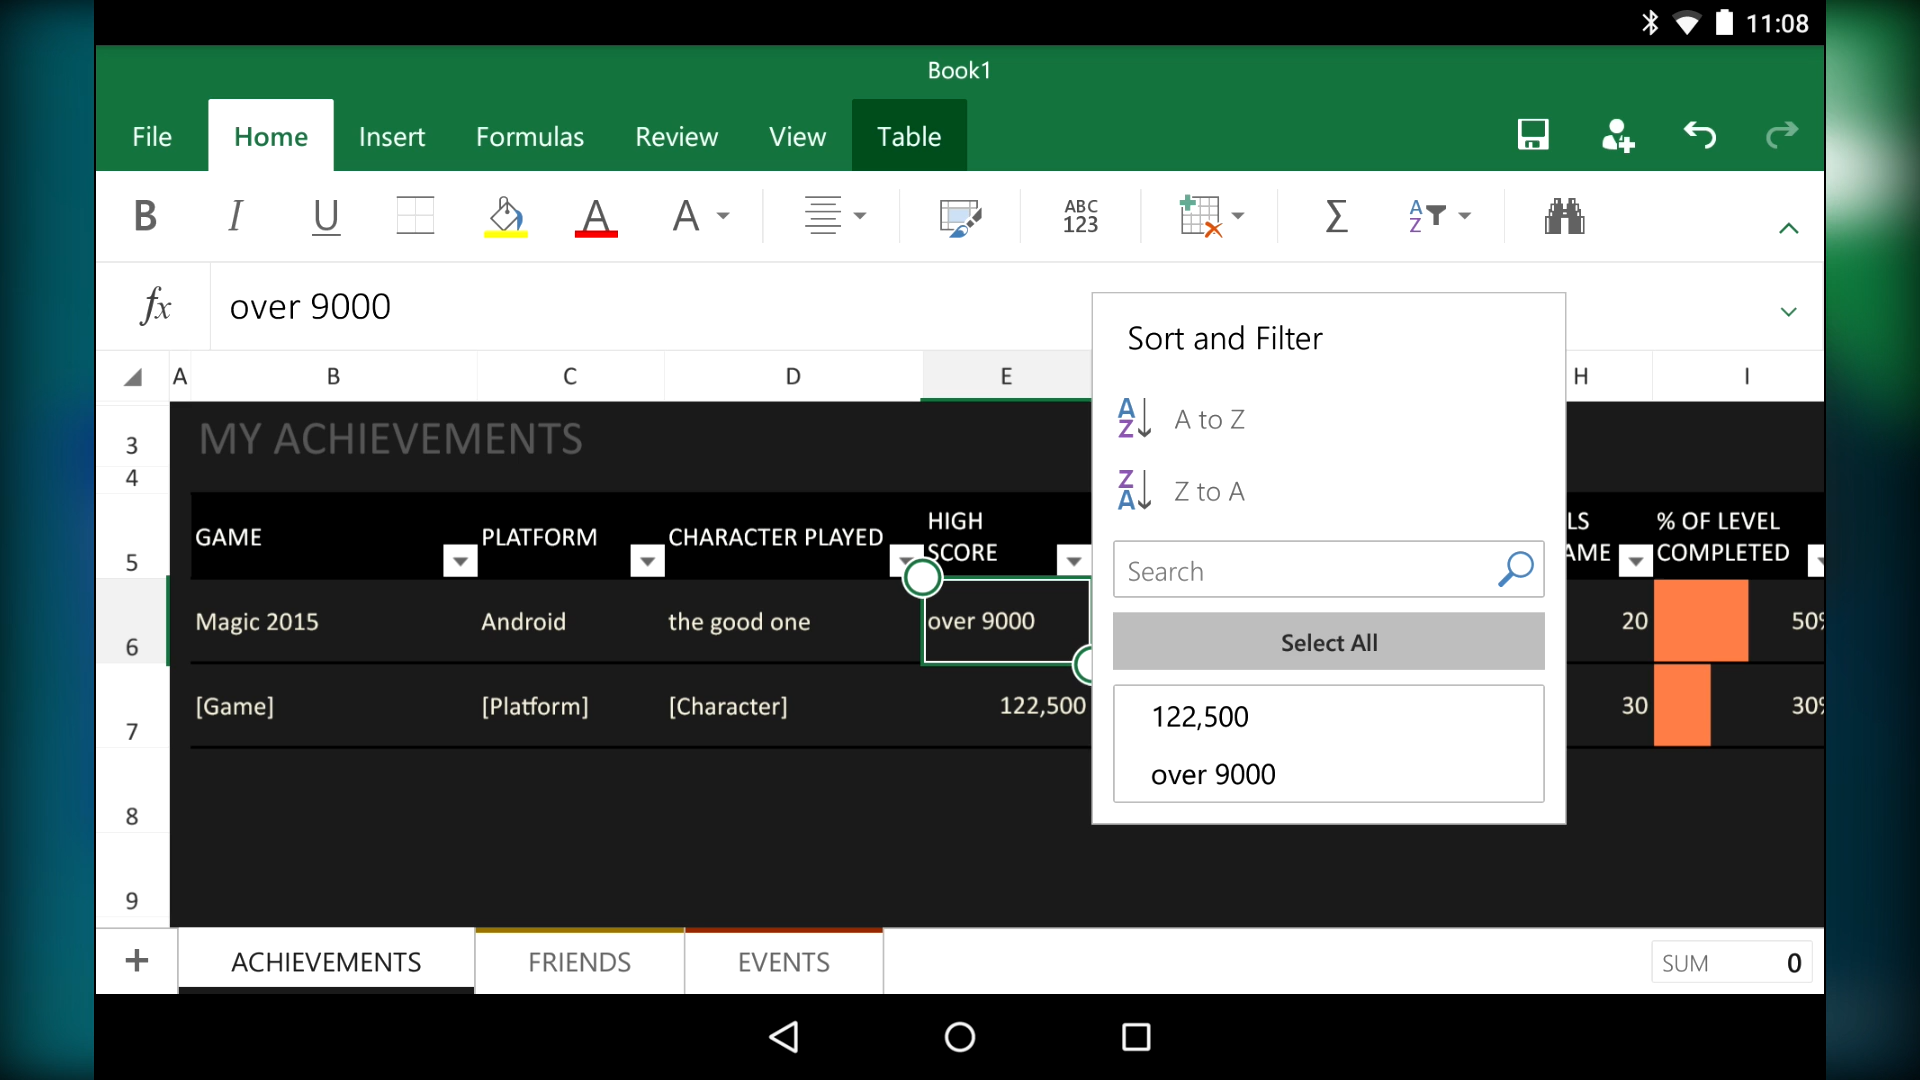 11:08
Book1
File Home Insert Formulas Review View Table
B I U A A ABC 123 Σ A Z
fx over 9000
A B C D E H I
3 MY ACHIEVEMENTS
4
5 GAME PLATFORM CHARACTER PLAYED HIGH SCORE LS AME % OF LEVEL COMPLETED
6 Magic 2015 Android the good one over 9000 20 50%
7 [Game] [Platform] [Character] 122,500 30 30%
8
9
Sort and Filter
A Z A to Z
Z A Z to A
Search
Select All
122,500
over 9000
+ ACHIEVEMENTS FRIENDS EVENTS SUM 0